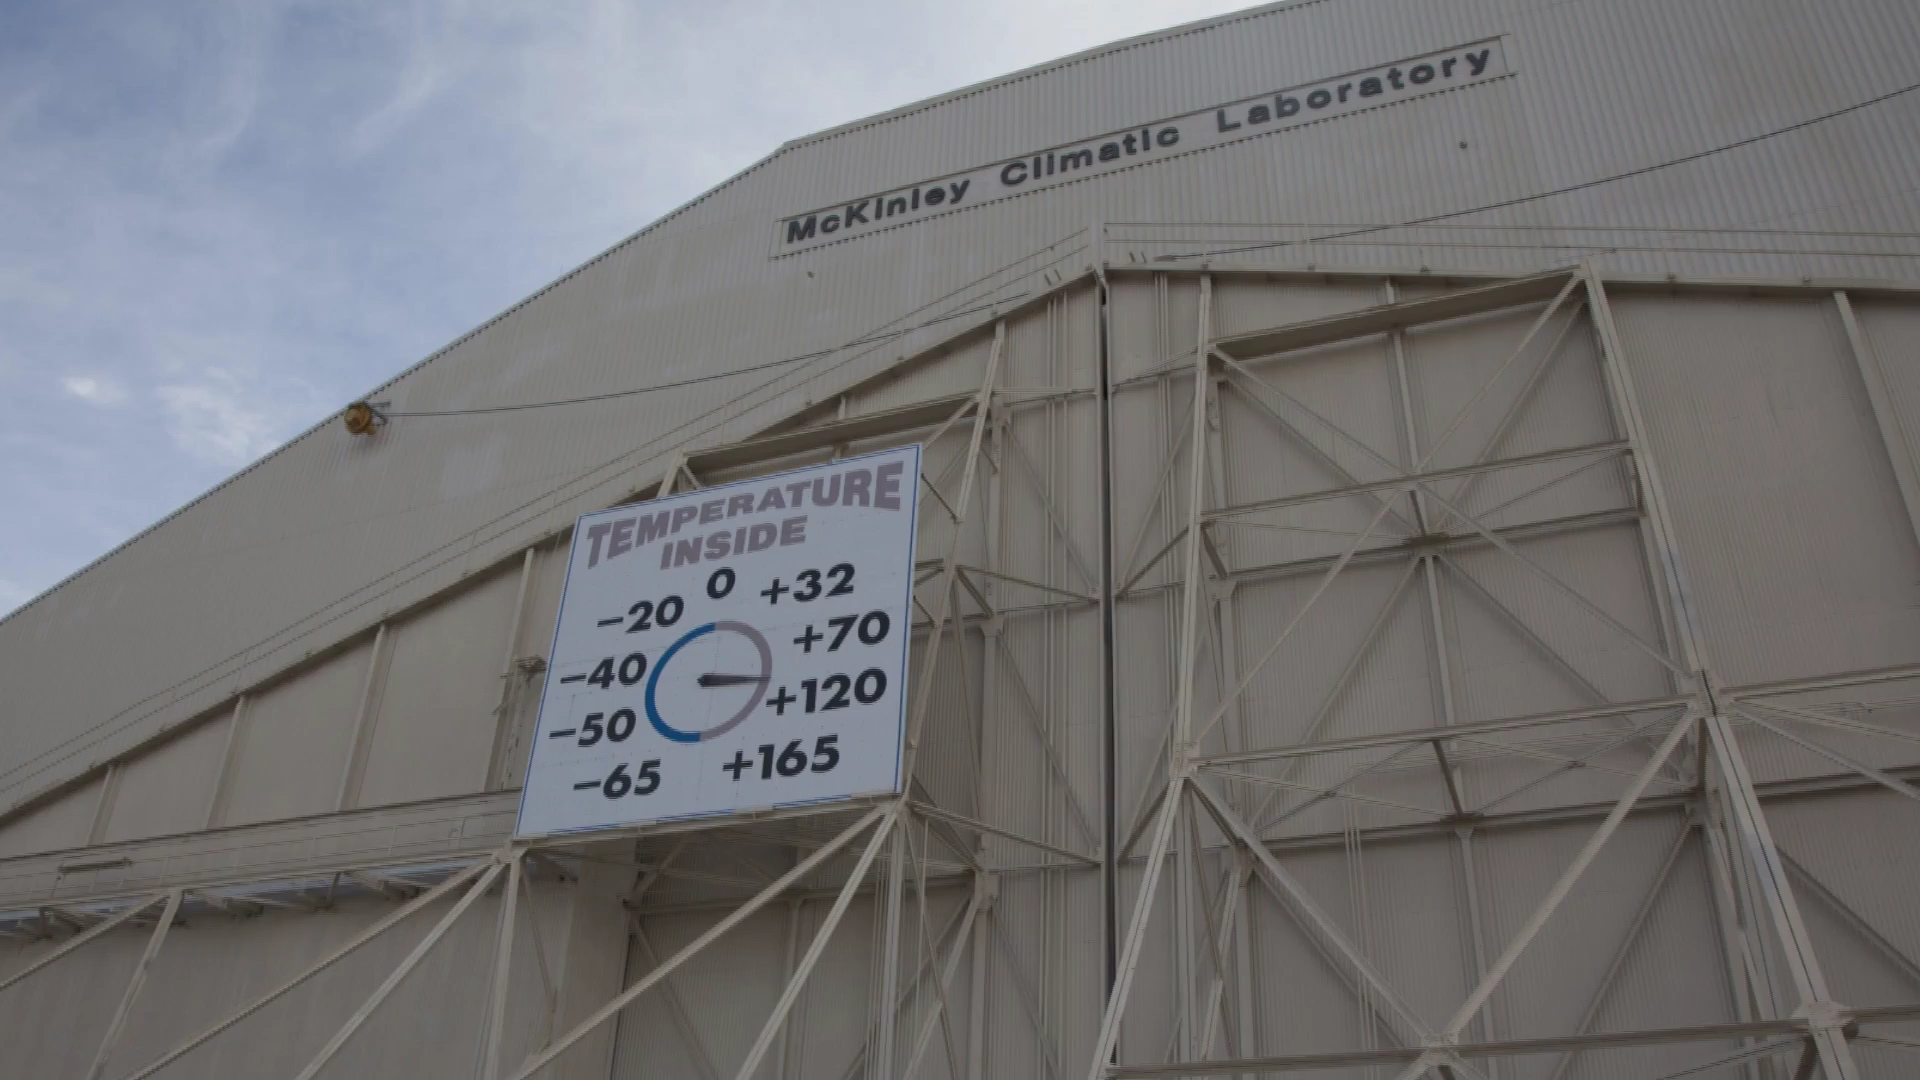 McKinley Climatic Laboratory
TEMPERATURE
INSIDE
0 +32
−20 +70
−40 +120
−50 +165
−65